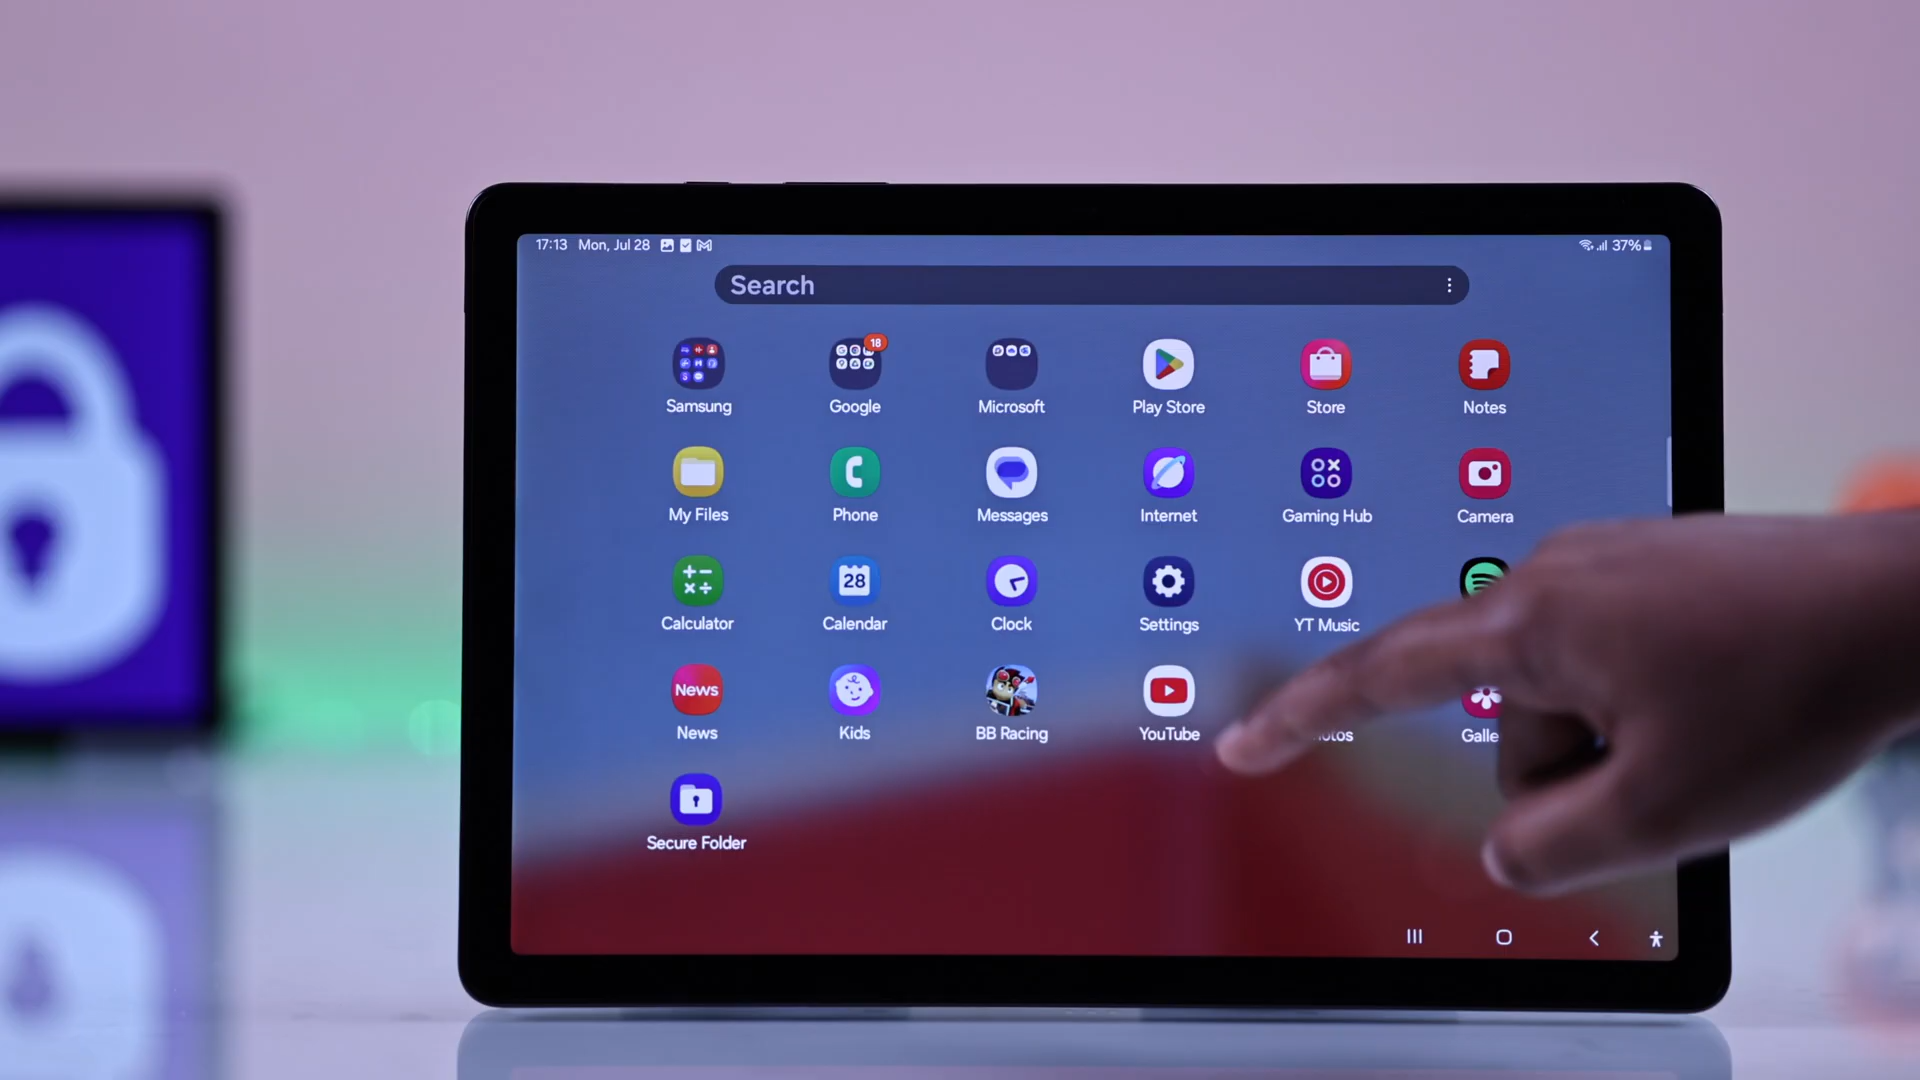 17:13 Mon, Jul 28
37%
Search
18
Samsung Google Microsoft Play Store Store Notes
My Files Phone Messages Internet Gaming Hub Camera
28
Calculator Calendar Clock Settings YT Music
News
News Kids BB Racing YouTube otos Galle
Secure Folder